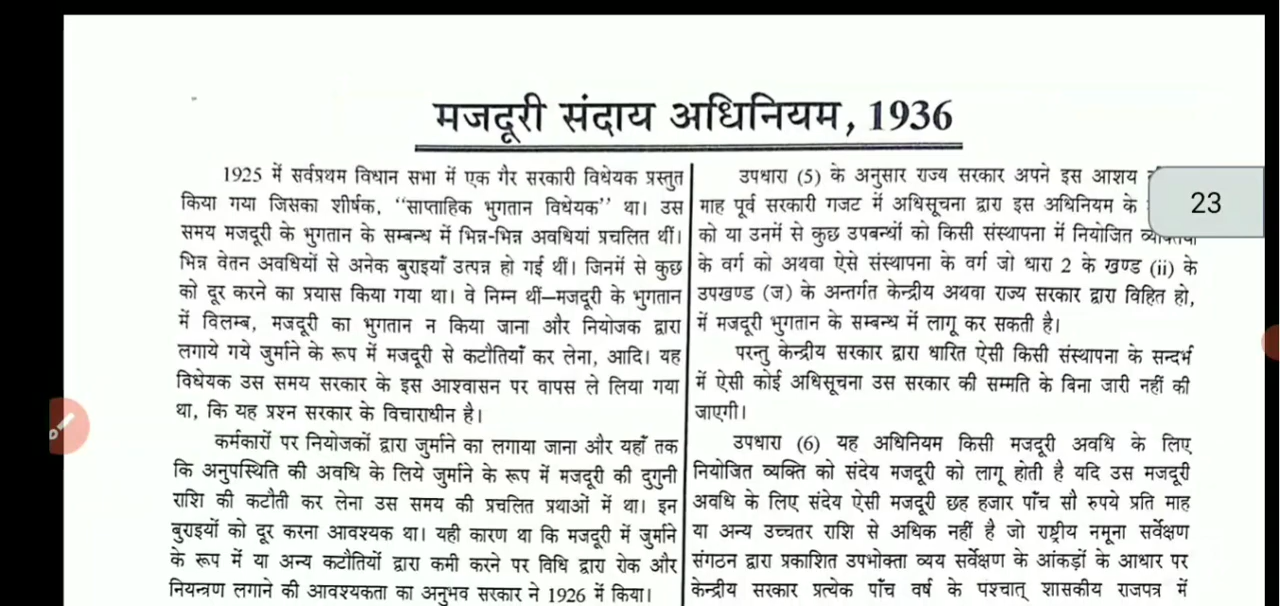 मजदूरी संदाय अधिनियम, 1936
1925 में सर्वप्रथम विधान सभा में एक गैर सरकारी विधेयक प्रस्तुत
किया गया जिसका शीर्षक, ‘‘साप्ताहिक भुगतान विधेयक’’ था। उस
समय मजदूरी के भुगतान के सम्बन्ध में भिन्न-भिन्न अवधियां प्रचलित थीं।
भिन्न वेतन अवधियों से अनेक बुराइयाँ उत्पन्न हो गई थीं। जिनमें से कुछ
को दूर करने का प्रयास किया गया था। वे निम्न थीं—मजदूरी के भुगतान
में विलम्ब, मजदूरी का भुगतान न किया जाना और नियोजक द्वारा
लगाये गये जुर्माने के रूप में मजदूरी से कटौतियाँ कर लेना, आदि। यह
विधेयक उस समय सरकार के इस आश्वासन पर वापस ले लिया गया
था, कि यह प्रश्न सरकार के विचाराधीन है।
कर्मकारों पर नियोजकों द्वारा जुर्माने का लगाया जाना और यहाँ तक
कि अनुपस्थिति की अवधि के लिये जुर्माने के रूप में मजदूरी की दुगुनी
राशि की कटौती कर लेना उस समय की प्रचलित प्रथाओं में था। इन
बुराइयों को दूर करना आवश्यक था। यही कारण था कि मजदूरी में जुर्माने
के रूप में या अन्य कटौतियों द्वारा कमी करने पर विधि द्वारा रोक और
नियन्त्रण लगाने की आवश्यकता का अनुभव सरकार ने 1926 में किया।
उपधारा (5) के अनुसार राज्य सरकार अपने इस आशय
माह पूर्व सरकारी गजट में अधिसूचना द्वारा इस अधिनियम के
को या उनमें से कुछ उपबन्धों को किसी संस्थापना में नियोजित
के वर्ग को अथवा ऐसे संस्थापना के वर्ग जो धारा 2 के खण्ड (ii) के
उपखण्ड (ज) के अन्तर्गत केन्द्रीय अथवा राज्य सरकार द्वारा विहित हो,
में मजदूरी भुगतान के सम्बन्ध में लागू कर सकती है।
परन्तु केन्द्रीय सरकार द्वारा धारित ऐसी किसी संस्थापना के सन्दर्भ
में ऐसी कोई अधिसूचना उस सरकार की सम्मति के बिना जारी नहीं की
जाएगी।
उपधारा (6) यह अधिनियम किसी मजदूरी अवधि के लिए
नियोजित व्यक्ति को संदेय मजदूरी को लागू होती है यदि उस मजदूरी
अवधि के लिए संदेय ऐसी मजदूरी छह हजार पाँच सौ रुपये प्रति माह
या अन्य उच्चतर राशि से अधिक नहीं है जो राष्ट्रीय नमूना सर्वेक्षण
संगठन द्वारा प्रकाशित उपभोक्ता व्यय सर्वेक्षण के आंकड़ों के आधार पर
केन्द्रीय सरकार प्रत्येक पाँच वर्ष के पश्चात् शासकीय राजपत्र में
23